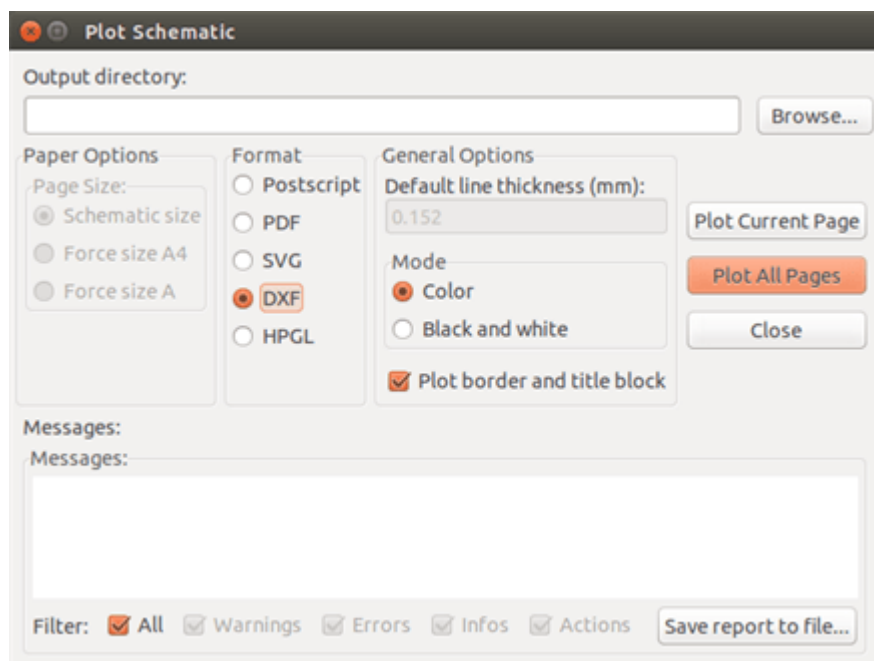 Plot Schematic
Output directory:
Browse...
Paper Options
Page Size:
Schematic size
Force size A4
Force size A
Format
Postscript
PDF
SVG
DXF
HPGL
General Options
Default line thickness (mm):
0.152
Mode
Color
Black and white
Plot border and title block
Plot Current Page
Plot All Pages
Close
Messages:
Messages:
Filter: All Warnings Errors Infos Actions Save report to file...